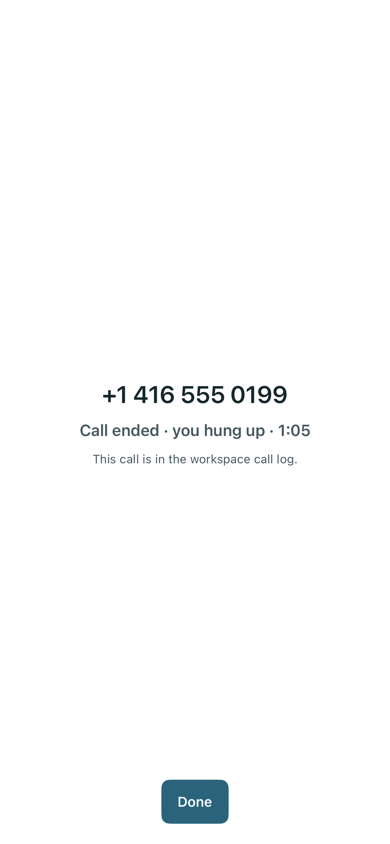 +1 416 555 0199
Call ended · you hung up · 1:05
This call is in the workspace call log.
Done